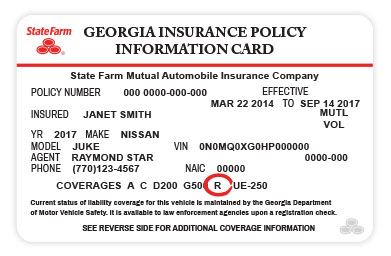 StateFarm
GEORGIA INSURANCE POLICY
INFORMATION CARD
State Farm Mutual Automobile Insurance Company
POLICY NUMBER 000 0000-000-000 EFFECTIVE
MAR 22 2014 TO SEP 14 2017
INSURED JANET SMITH MUTL
VOL
YR 2017 MAKE NISSAN
MODEL JUKE VIN 0N0MQ0XG0HP000000
AGENT RAYMOND STAR 0000-000
PHONE (770)123-4567 NAIC 00000
COVERAGES A C D200 G50 R UE-250
Current status of liability coverage for this vehicle is maintained by the Georgia Department
of Motor Vehicle Safety. It is available to law enforcement agencies upon a registration check.
SEE REVERSE SIDE FOR ADDITIONAL COVERAGE INFORMATION